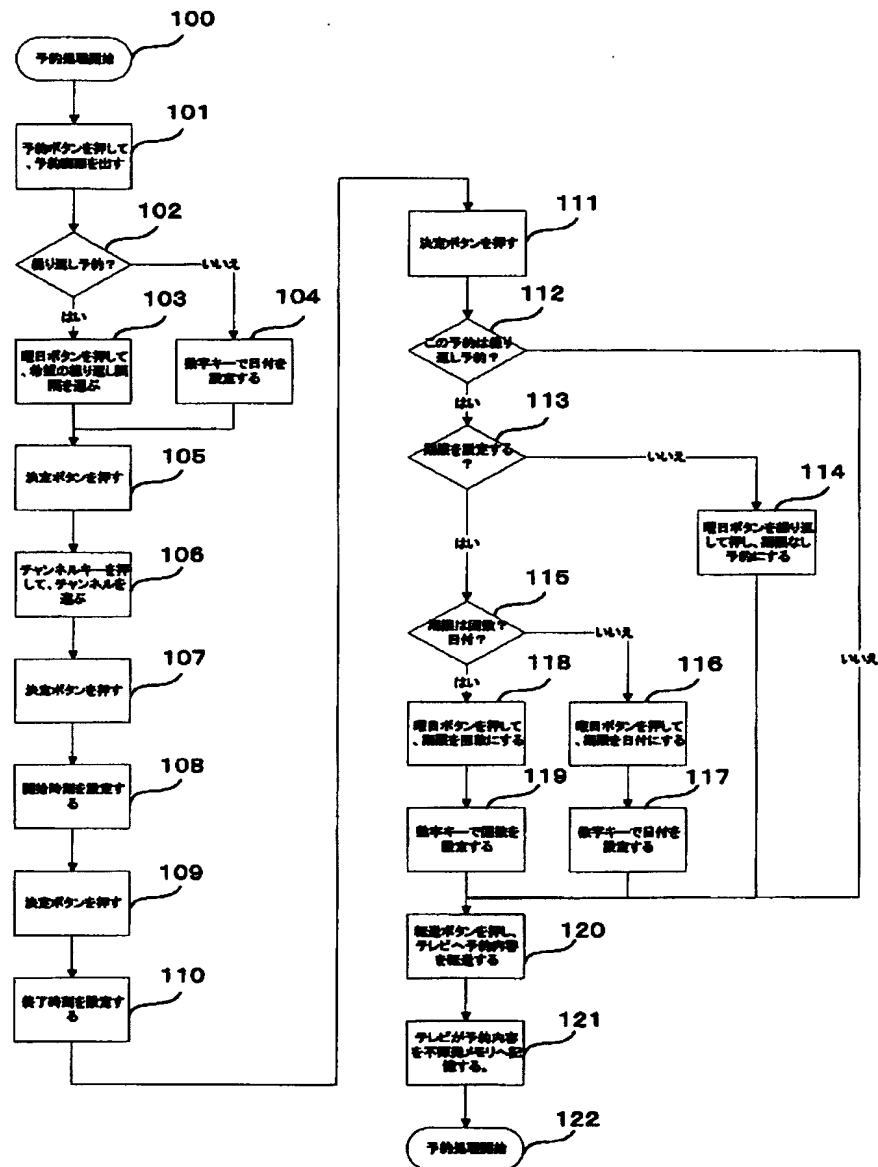 100
予約処理開始
101
予約ボタンを押して
、予約画面を出す
102
繰り返し予約？
いいえ
はい
103
曜日ボタンを押して
、希望の繰り返し間
隔を選ぶ
104
数字キーで日付を
設定する
105
決定ボタンを押す
106
チャンネルキーを押
して、チャンネルを
選ぶ
107
決定ボタンを押す
108
開始時刻を設定す
る
109
決定ボタンを押す
110
終了時刻を設定す
る
111
決定ボタンを押す
112
この予約は繰り
返し予約？
はい
113
期限を設定する
？
いいえ
はい
114
曜日ボタンを繰り返
して押し、期限なし
予約にする
115
期限は回数？
日付？
いいえ
はい
いいえ
118
曜日ボタンを押して
、期限を回数にする
116
曜日ボタンを押して、
期限を日付にする
119
数字キーで回数を
設定する
117
数字キーで日付を
設定する
120
転送ボタンを押し、
テレビへ予約内容
を転送する
121
テレビが予約内容
を不揮発メモリへ記
憶する。
122
予約処理開始